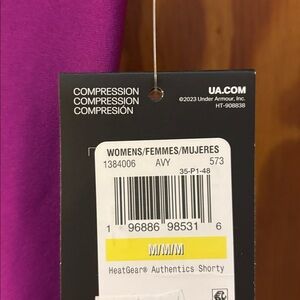 COMPRESSION
COMPRESSION
COMPRESIÓN
UA.COM
©2023 Under Armour, Inc.
HT-908838
WOMENS/FEMMES/MUJERES
1384006 AVY 573
35-P1-48
1 96886 98531 6
M/M/M
HeatGear® Authentics Shorty